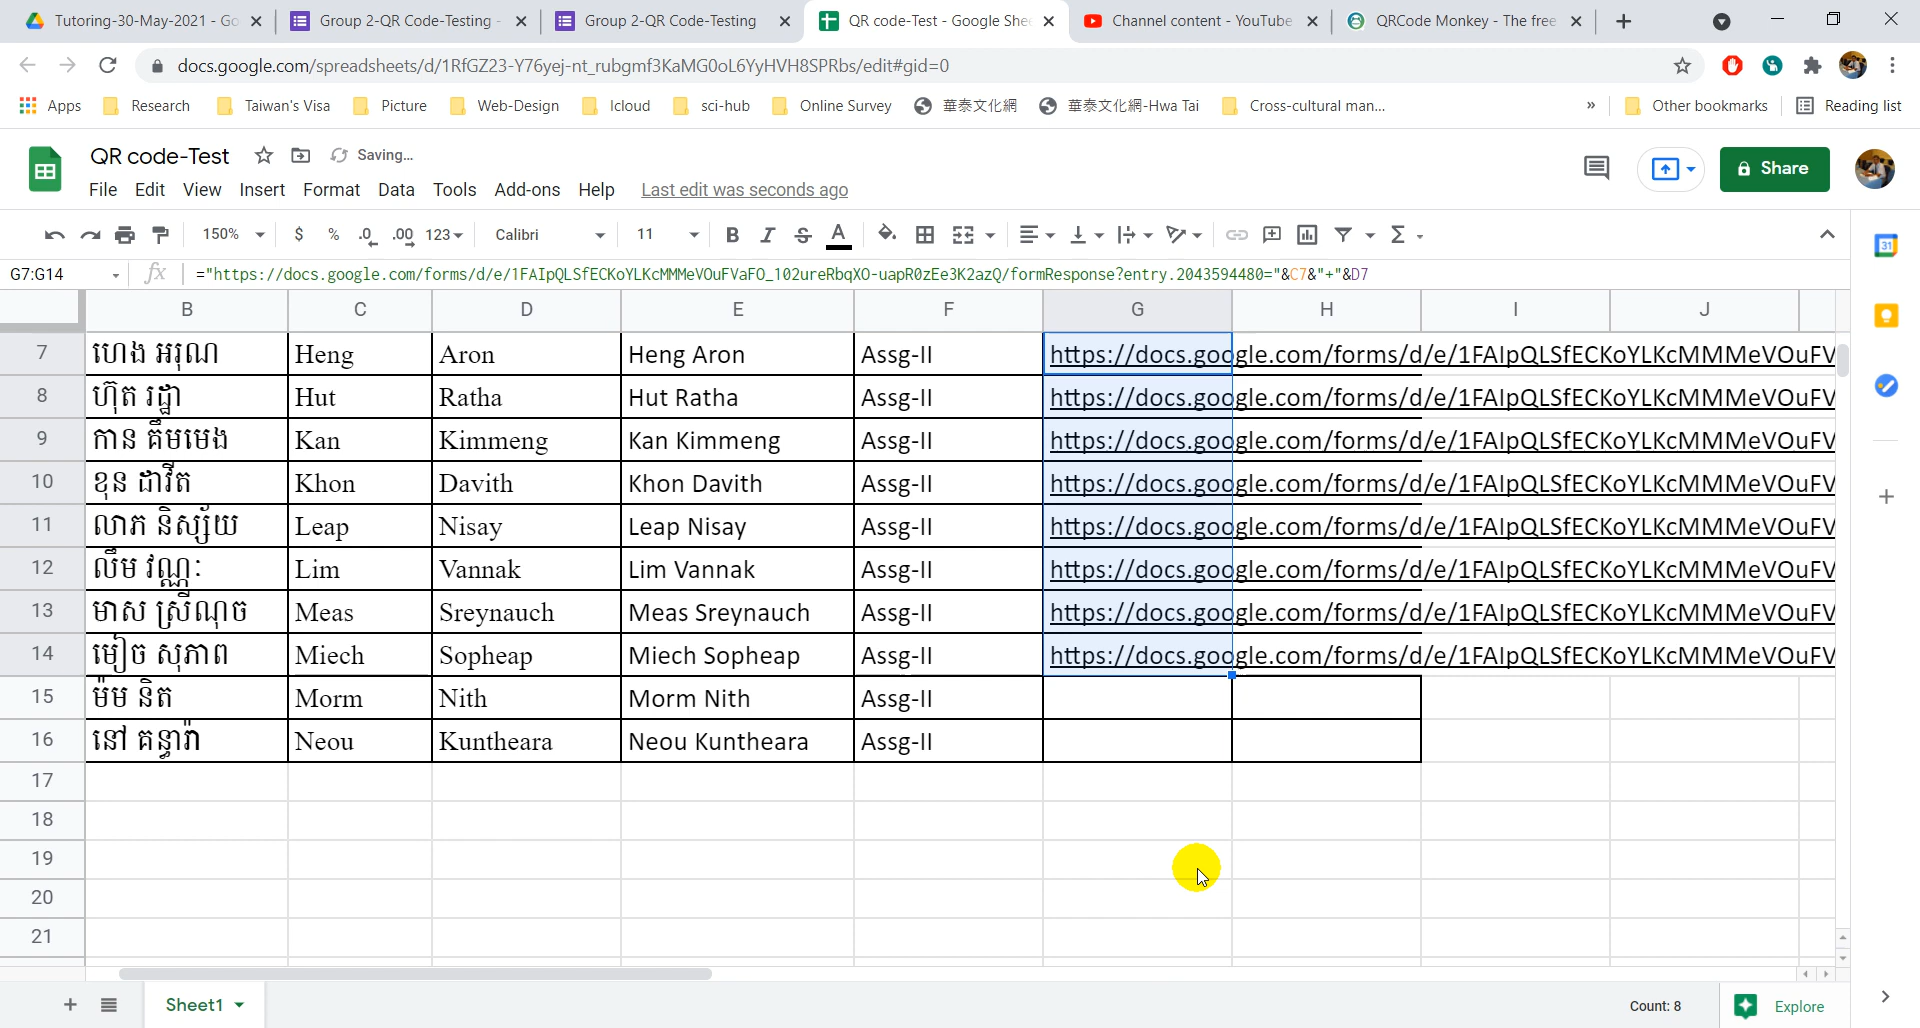 Tutoring-30-May-2021 - Go
Group 2-QR Code-Testing -
Group 2-QR Code-Testing
QR code-Test - Google She
Channel content - YouTube
QRCode Monkey - The free
docs.google.com/spreadsheets/d/1RfGZ23-Y76yej-nt_rubgmf3KaMG0oL6YyHVH8SPRbs/edit#gid=0
Apps Research Taiwan's Visa Picture Web-Design Icloud sci-hub Online Survey 華泰文化網 華泰文化網-Hwa Tai Cross-cultural man... » Other bookmarks Reading list
QR code-Test Saving...
File Edit View Insert Format Data Tools Add-ons Help Last edit was seconds ago
Share
150% $ % .0 .00 123 Calibri 11 B I S A
G7:G14 fx ="https://docs.google.com/forms/d/e/1FAIpQLSfECKoYLKcMMMeVOuFVaFO_102ureRbqXO-uapR0zEe3K2azQ/formResponse?entry.2043594480="&C7&"+"&D7
B C D E F G H I J
7 ហេង អរុណ Heng Aron Heng Aron Assg-II https://docs.google.com/forms/d/e/1FAIpQLSfECKoYLKcMMMeVOuFV
8 ហ៊ុត រដ្ឋា Hut Ratha Hut Ratha Assg-II https://docs.google.com/forms/d/e/1FAIpQLSfECKoYLKcMMMeVOuFV
9 កាន គឹមមេង Kan Kimmeng Kan Kimmeng Assg-II https://docs.google.com/forms/d/e/1FAIpQLSfECKoYLKcMMMeVOuFV
10 ខុន ដាវីត Khon Davith Khon Davith Assg-II https://docs.google.com/forms/d/e/1FAIpQLSfECKoYLKcMMMeVOuFV
11 លាភ និស្ស័យ Leap Nisay Leap Nisay Assg-II https://docs.google.com/forms/d/e/1FAIpQLSfECKoYLKcMMMeVOuFV
12 លឹម វណ្ណៈ Lim Vannak Lim Vannak Assg-II https://docs.google.com/forms/d/e/1FAIpQLSfECKoYLKcMMMeVOuFV
13 មាស ស្រីណុច Meas Sreynauch Meas Sreynauch Assg-II https://docs.google.com/forms/d/e/1FAIpQLSfECKoYLKcMMMeVOuFV
14 មៀច សុភាព Miech Sopheap Miech Sopheap Assg-II https://docs.google.com/forms/d/e/1FAIpQLSfECKoYLKcMMMeVOuFV
15 ម៉ម និត Morm Nith Morm Nith Assg-II
16 នៅ គន្ធារ៉ា Neou Kuntheara Neou Kuntheara Assg-II
17
18
19
20
21
Sheet1 Count: 8 Explore
31